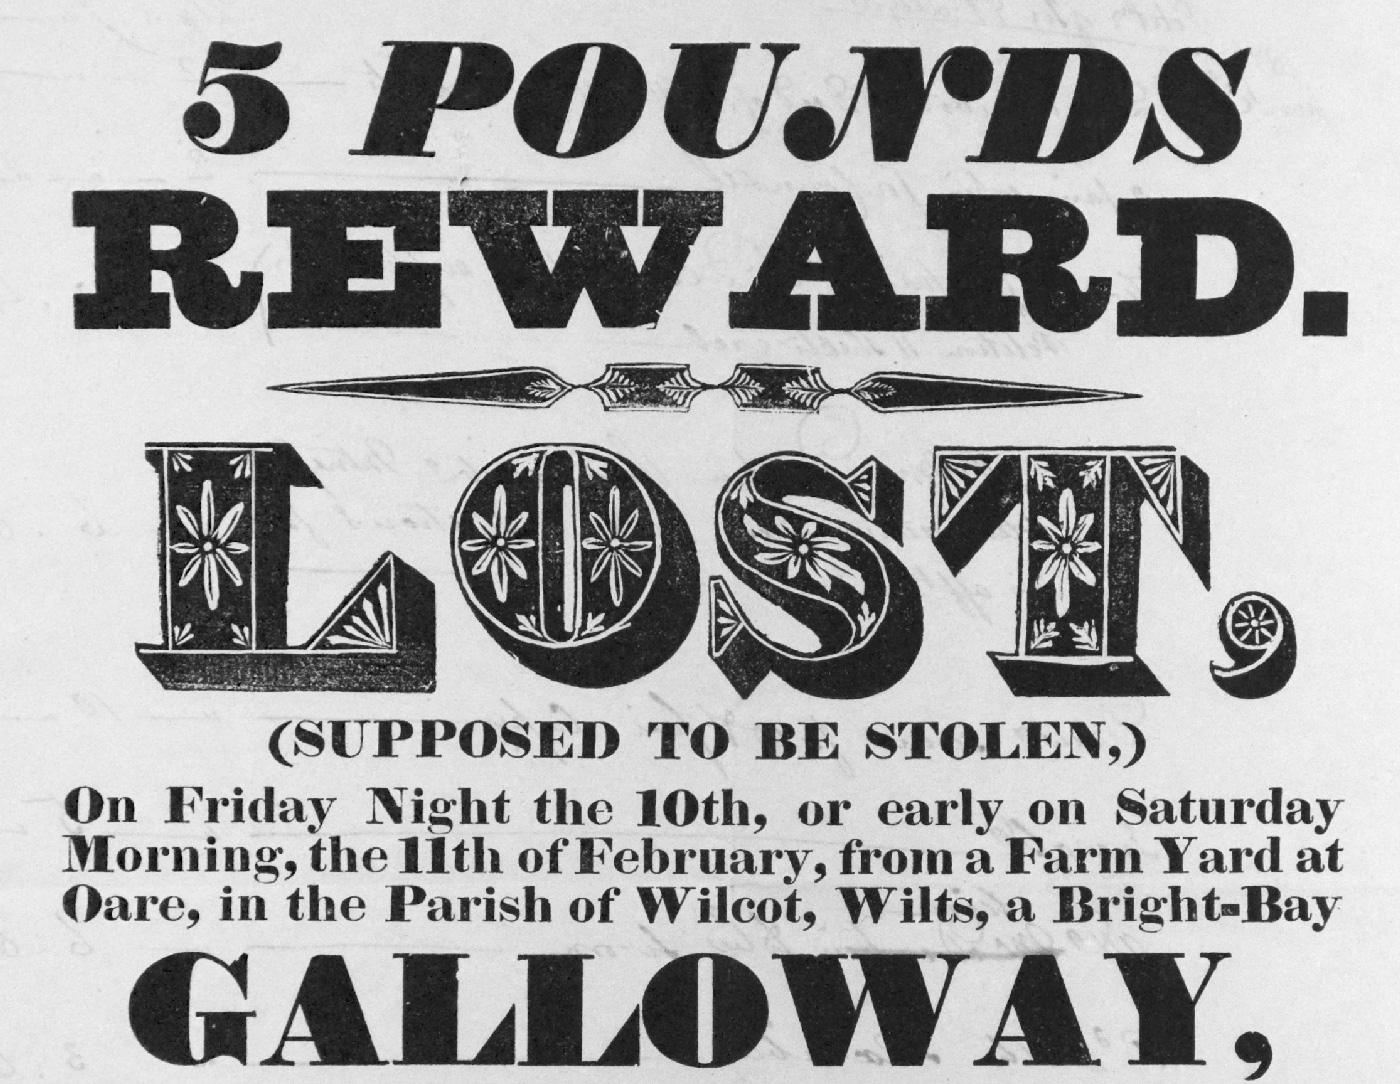 5 POUNDS
REWARD.
LOST,
(SUPPOSED TO BE STOLEN,)
On Friday Night the 10th, or early on Saturday
Morning, the 11th of February, from a Farm Yard at
Oare, in the Parish of Wilcot, Wilts, a Bright-Bay
GALLOWAY,